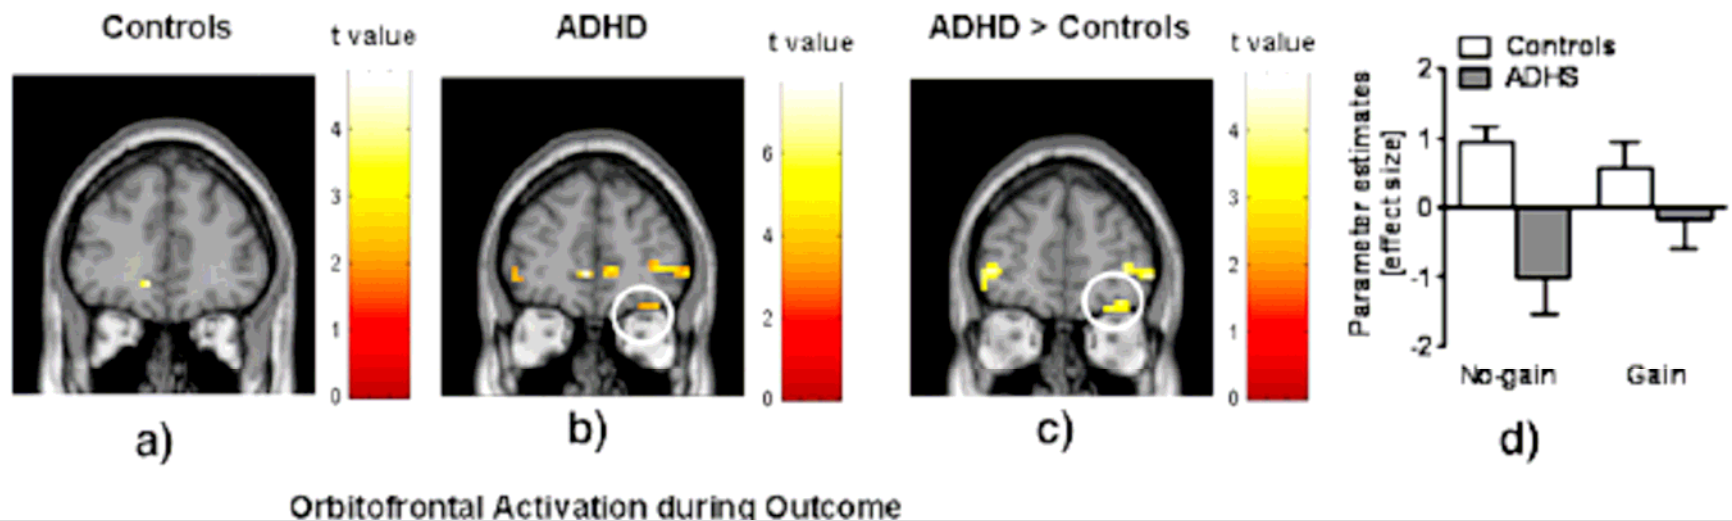 Controls
t value
4
3
2
1
0
a)
ADHD
t value
6
4
2
0
b)
ADHD > Controls
t value
4
3
2
1
0
c)
Controls
ADHS
Parameter estimates
[effect size]
2
1
0
-1
-2
No-gain Gain
d)
Orbitofrontal Activation during Outcome